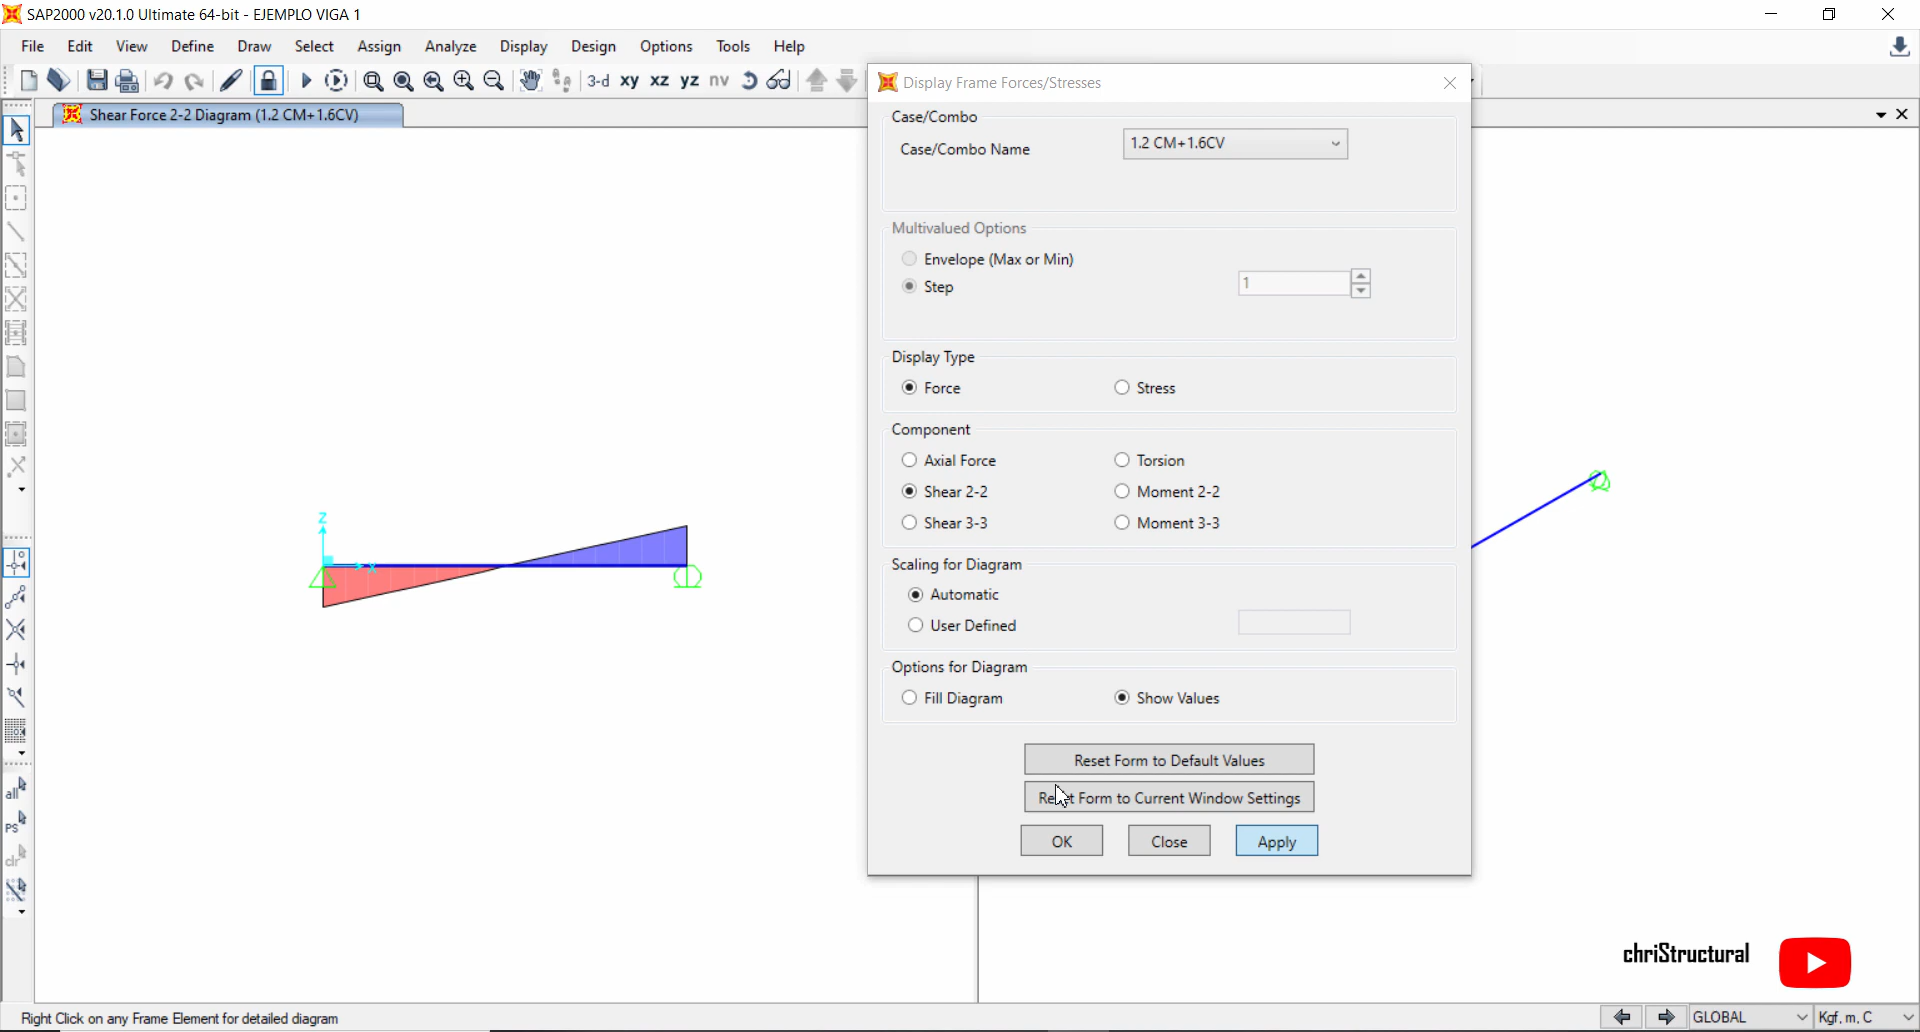 SAP2000 v20.1.0 Ultimate 64-bit - EJEMPLO VIGA 1
File Edit View Define Draw Select Assign Analyze Display Design Options Tools Help
3-d xy xz yz nv
Shear Force 2-2 Diagram (1.2 CM+1.6CV)
Display Frame Forces/Stresses
Case/Combo
Case/Combo Name 1.2 CM+1.6CV
Multivalued Options
Envelope (Max or Min)
Step 1
Display Type
Force Stress
Component
Axial Force Torsion
Shear 2-2 Moment 2-2
Shear 3-3 Moment 3-3
Scaling for Diagram
Automatic
User Defined
Options for Diagram
Fill Diagram Show Values
Reset Form to Default Values
Reset Form to Current Window Settings
OK Close Apply
Z
X
all
PS
clr
chriStructural
Right Click on any Frame Element for detailed diagram
GLOBAL Kgf, m, C